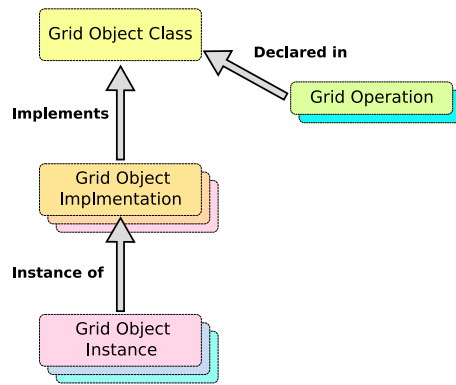 Grid Object Class
Declared in
Grid Operation
Implements
Grid Object
Implmentation
Instance of
Grid Object
Instance